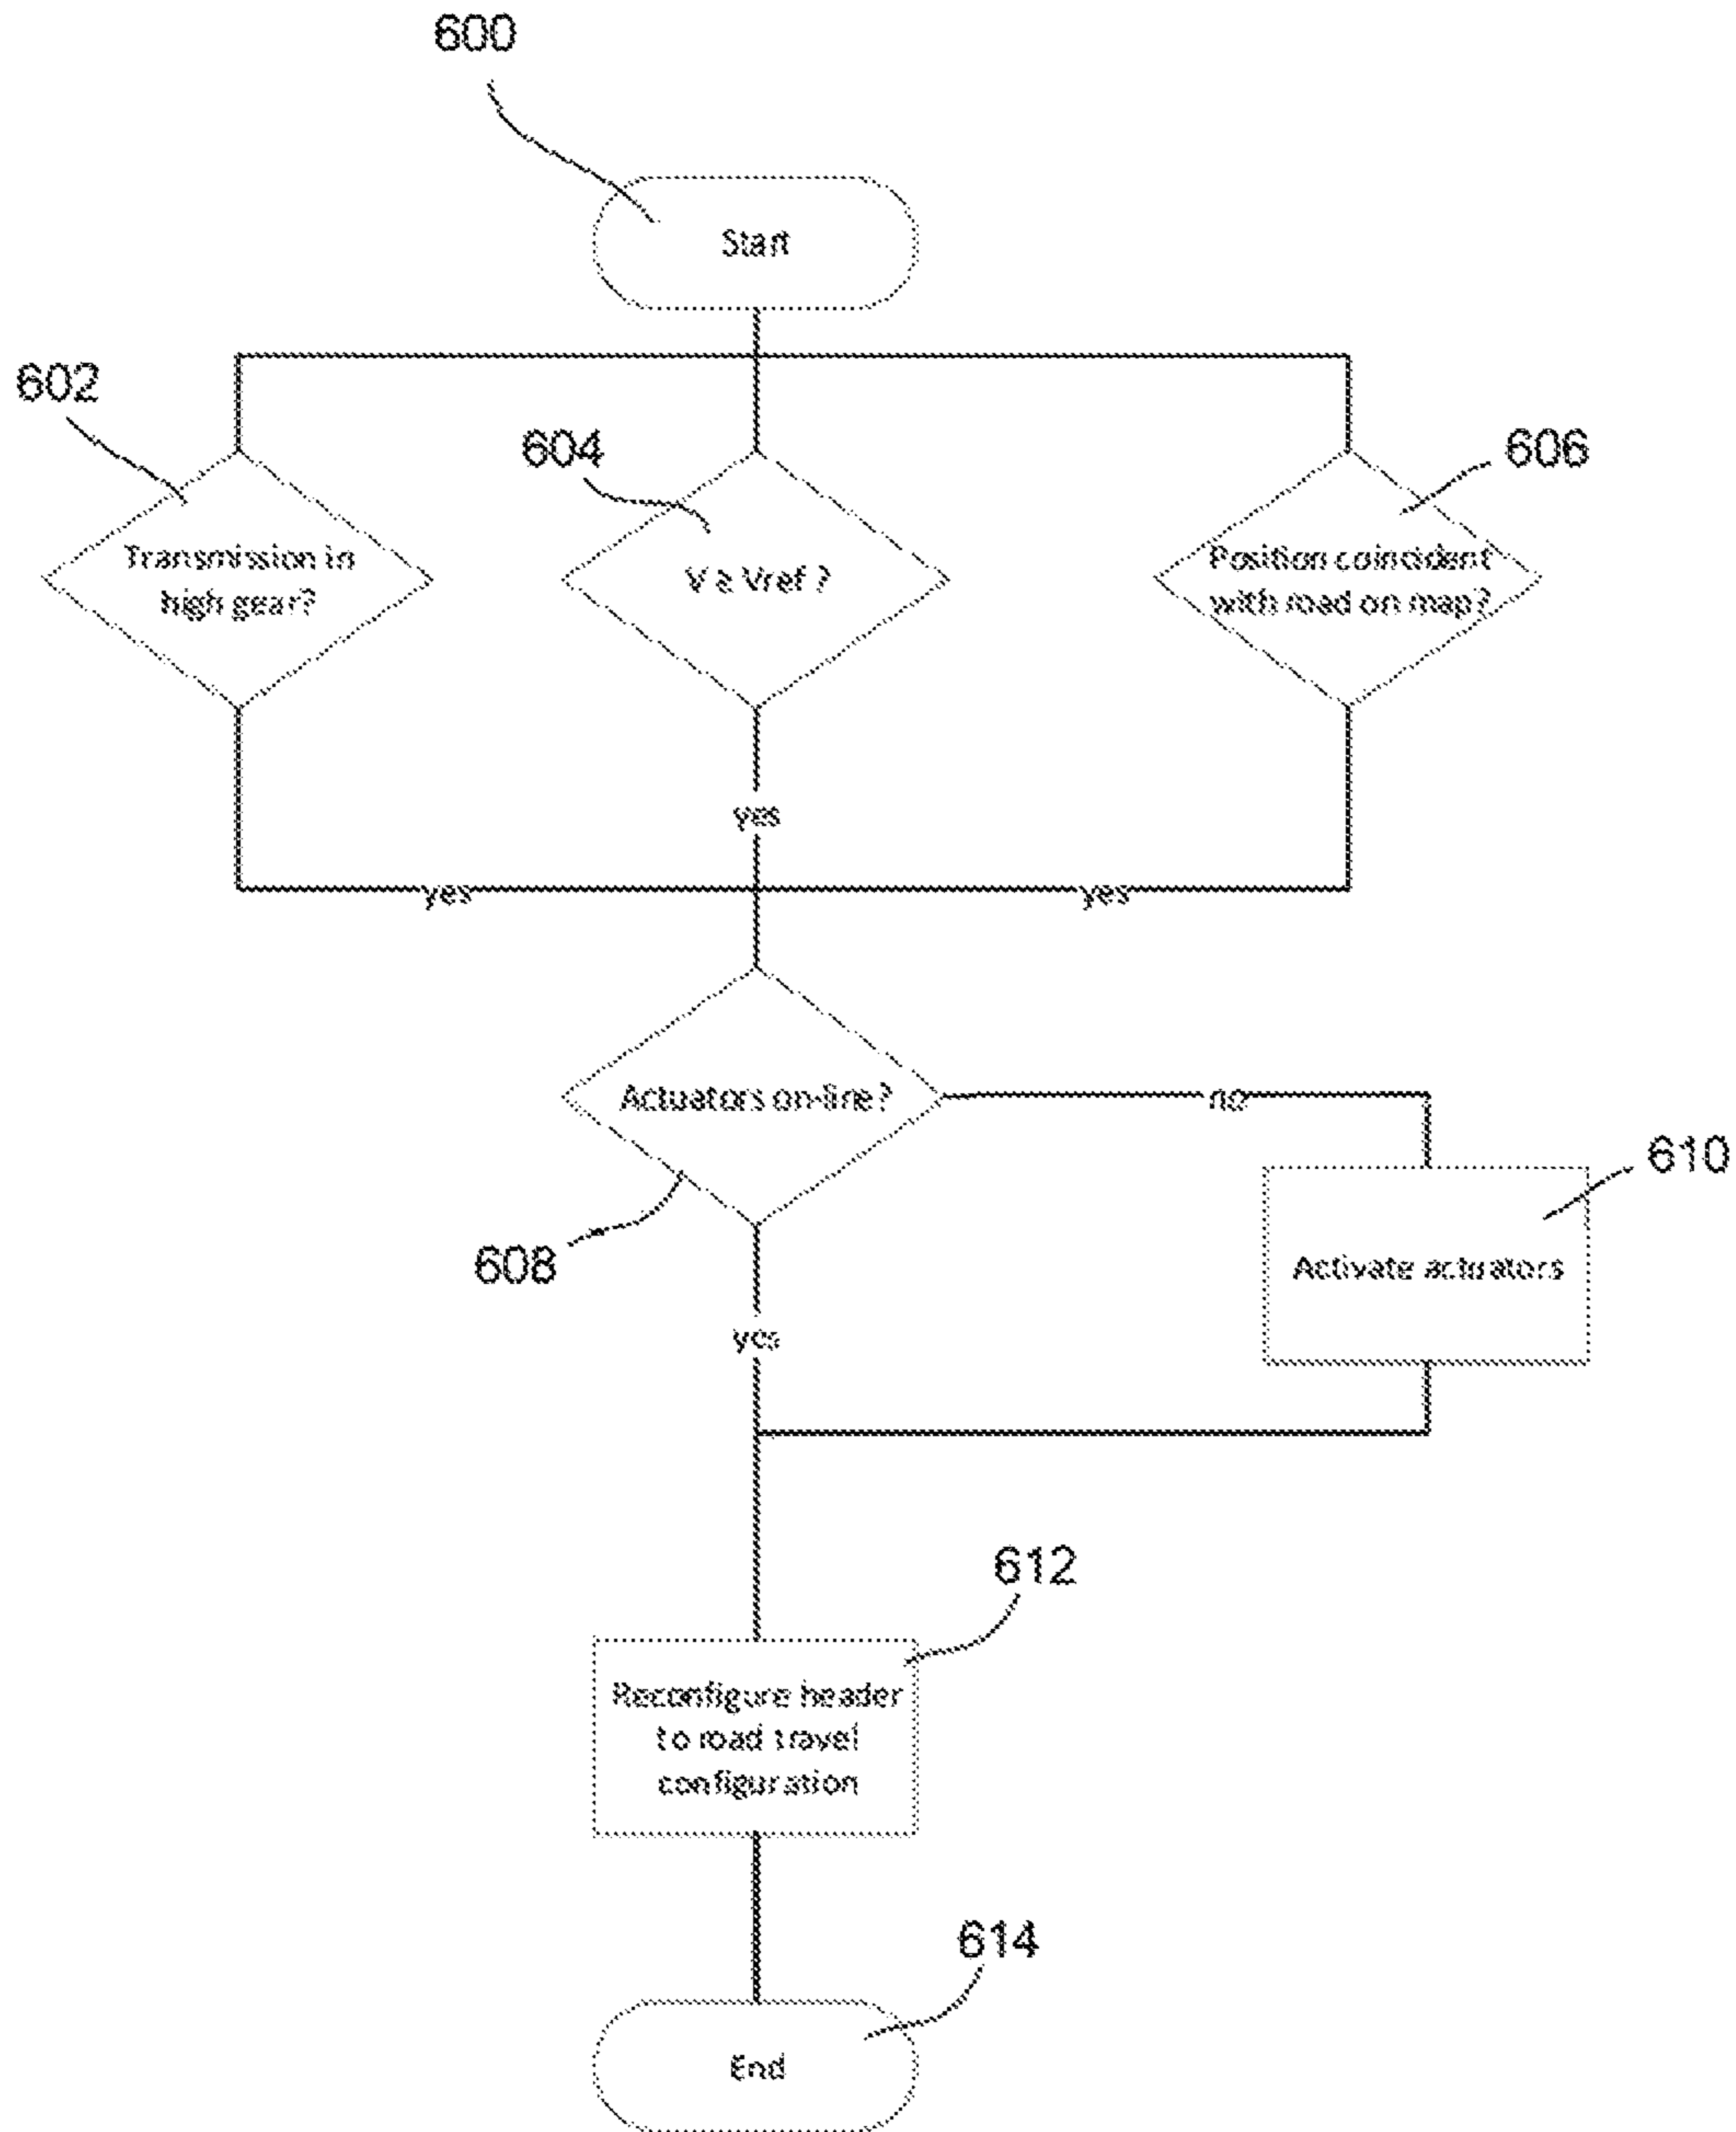 600
Start
602
604
606
Transmission in
high gear?
V ≥ Vref ?
Position coincident
with road on map?
yes
yes
yes
Actuators on-line?
no
608
610
Activate actuators
yes
612
Reconfigure header
to road travel
configuration
614
End